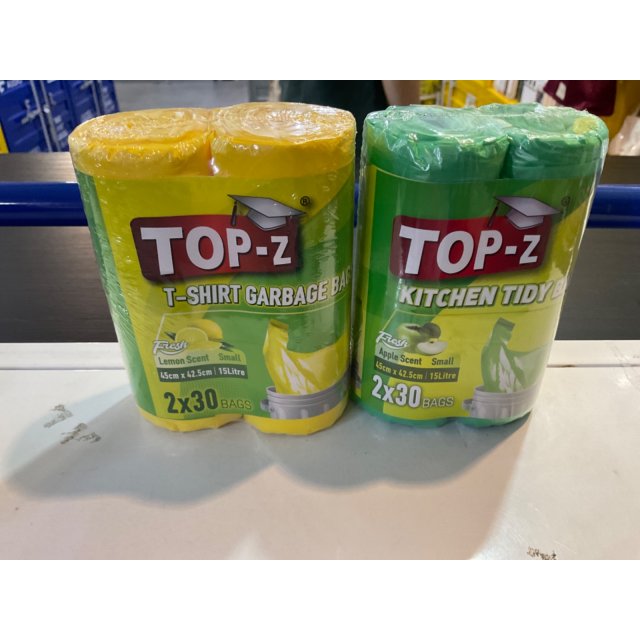 TOP-Z®
T-SHIRT GARBAGE BAG
Fresh
Lemon Scent Small
45cm x 42.5cm 15Litre
2x30 BAGS
TOP-Z®
KITCHEN TIDY B
Fresh
Apple Scent Small
45cm x 42.5cm 15Litre
2x30 BAGS